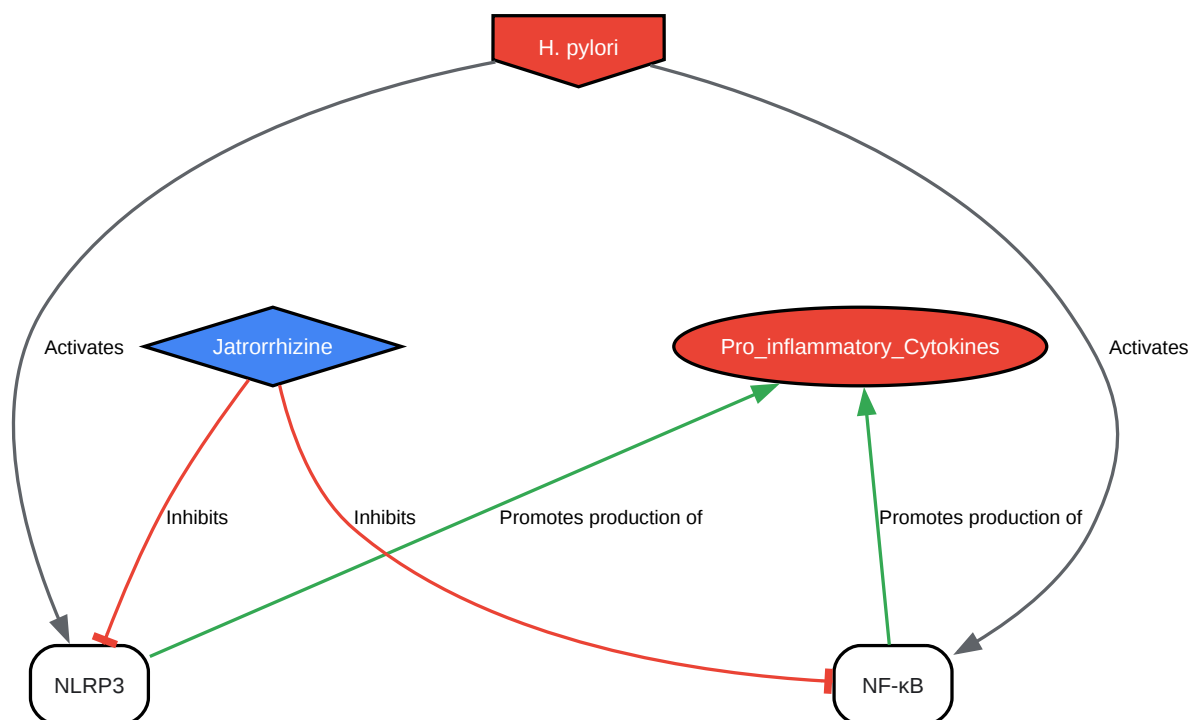 H. pylori
Activates
Jatrorrhizine
Pro_inflammatory_Cytokines
Activates
Inhibits
Inhibits
Promotes production of
Promotes production of
NLRP3
NF-κB